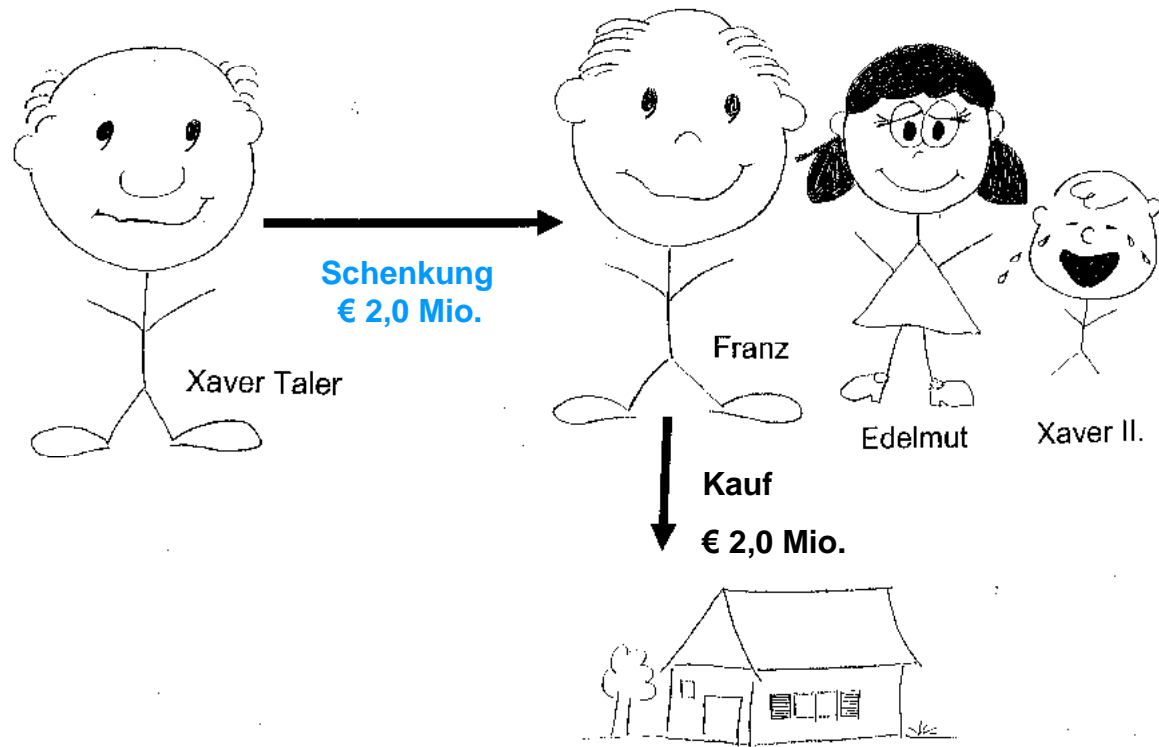 Schenkung
€ 2,0 Mio.
Xaver Taler
Franz
Edelmut
Xaver II.
Kauf
€ 2,0 Mio.